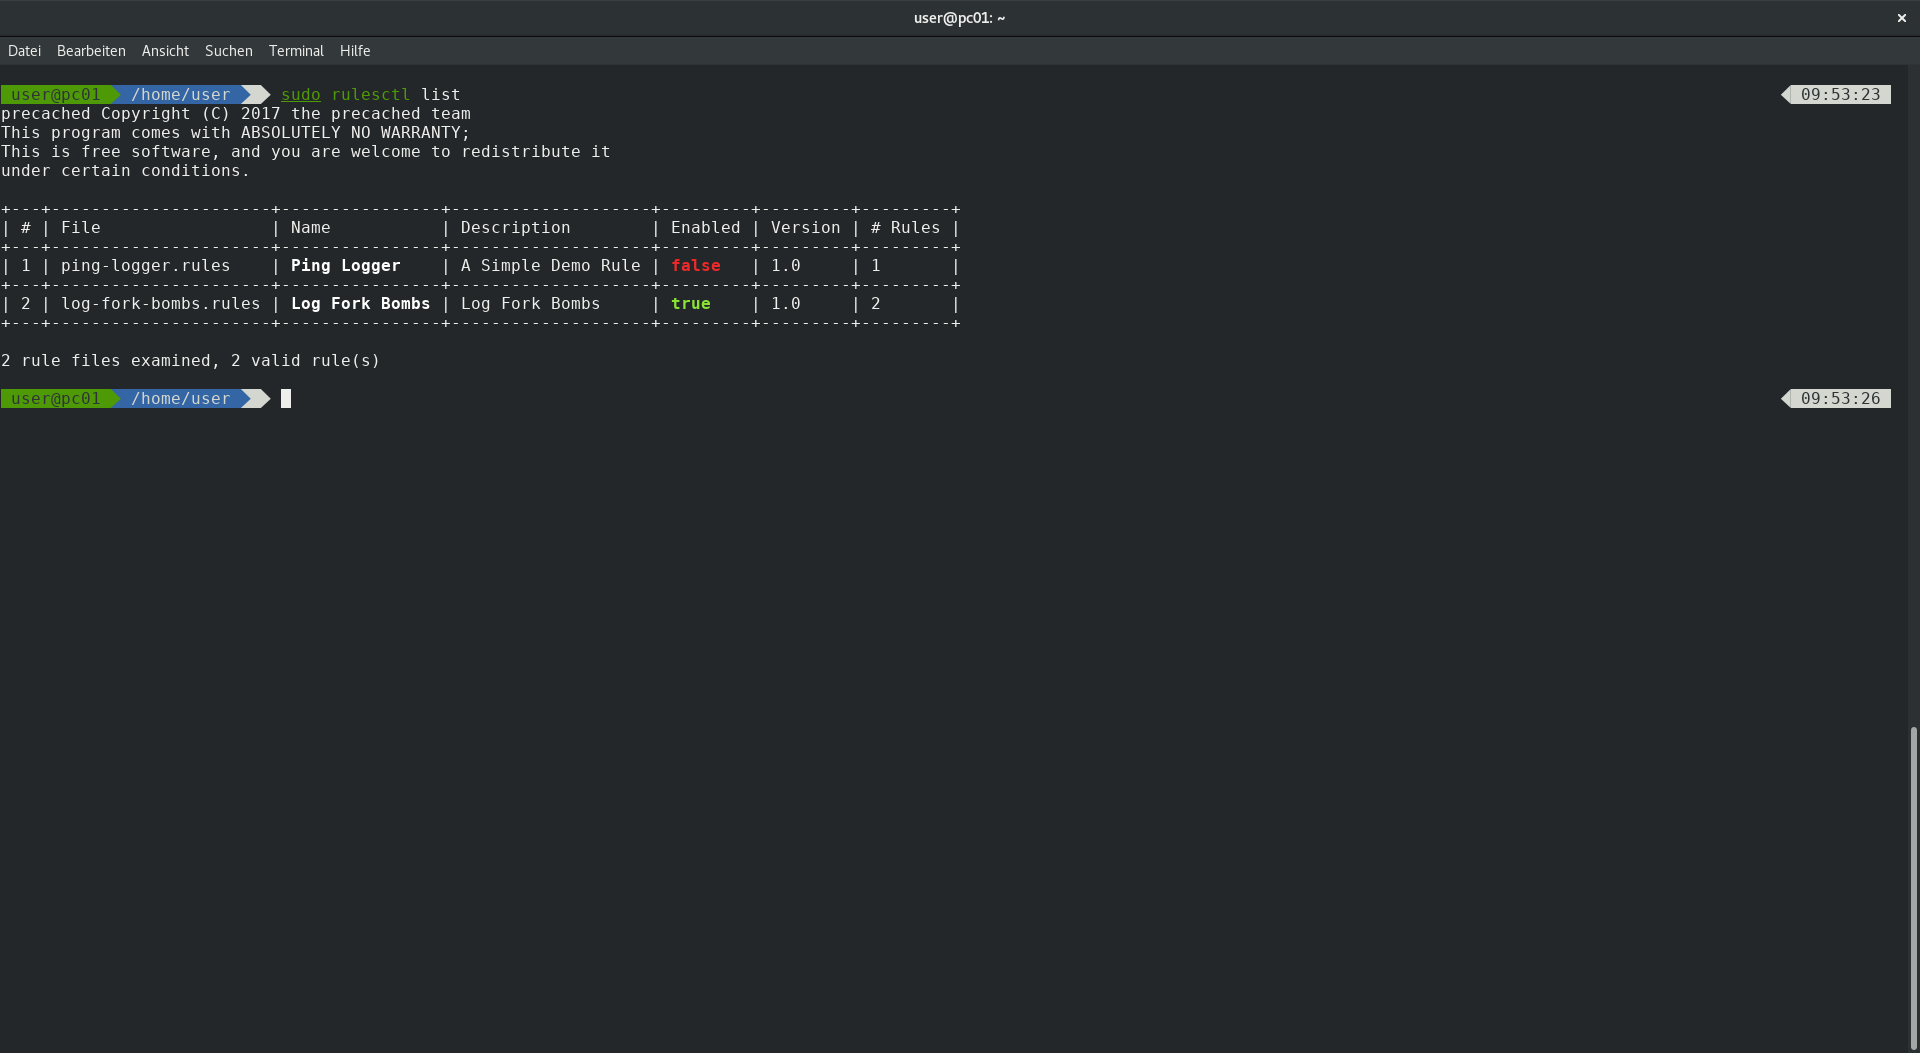 user@pc01: ~ ×
Datei Bearbeiten Ansicht Suchen Terminal Hilfe
user@pc01 /home/user sudo rulesctl list 09:53:23
precached Copyright (C) 2017 the precached team
This program comes with ABSOLUTELY NO WARRANTY;
This is free software, and you are welcome to redistribute it
under certain conditions.
+---+----------------------+----------------+--------------------+---------+---------+---------+
| # | File                 | Name           | Description        | Enabled | Version | # Rules |
+---+----------------------+----------------+--------------------+---------+---------+---------+
| 1 | ping-logger.rules    | Ping Logger    | A Simple Demo Rule | false   | 1.0     | 1       |
+---+----------------------+----------------+--------------------+---------+---------+---------+
| 2 | log-fork-bombs.rules | Log Fork Bombs | Log Fork Bombs     | true    | 1.0     | 2       |
+---+----------------------+----------------+--------------------+---------+---------+---------+
2 rule files examined, 2 valid rule(s)
user@pc01 /home/user 09:53:26